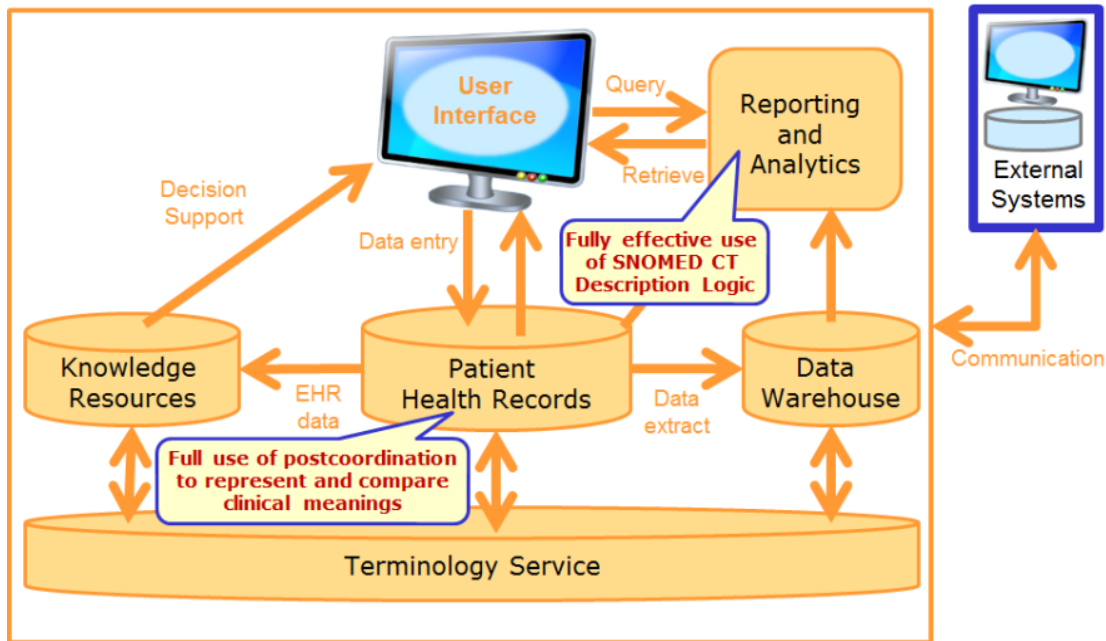 User
Interface
Query
Retrieve
Reporting
and
Analytics
External
Systems
Decision
Support
Data entry
Fully effective use
of SNOMED CT
Description Logic
Communication
Knowledge
Resources
EHR
data
Patient
Health Records
Data
extract
Data
Warehouse
Full use of postcoordination
to represent and compare
clinical meanings
Terminology Service